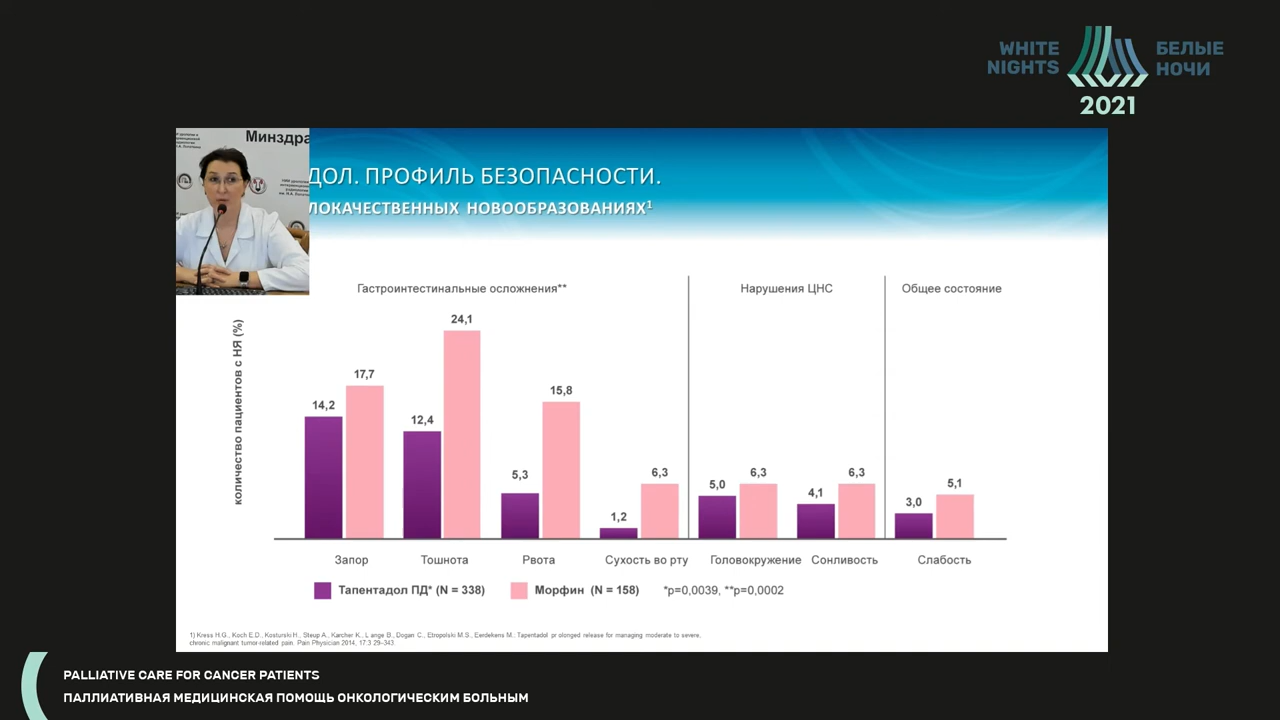 WHITE
NIGHTS
БЕЛЫЕ
НОЧИ
2021
Минздра
ДОЛ. ПРОФИЛЬ БЕЗОПАСНОСТИ.
ЛОКАЧЕСТВЕННЫХ НОВООБРАЗОВАНИЯХ1
количество пациентов с НЯ (%)
Гастроинтестинальные осложнения**
Нарушения ЦНС
Общее состояние
14,2
17,7
12,4
24,1
5,3
15,8
1,2
6,3
5,0
6,3
4,1
6,3
3,0
5,1
Запор
Тошнота
Рвота
Сухость во рту
Головокружение
Сонливость
Слабость
Тапентадол ПД* (N = 338)
Морфин (N = 158)
*p=0,0039, **p=0,0002
1) Kress H.G., Koch E.D., Kosturski H., Steup A., Karcher K., L ange B., Dogan C., Etropolski M.S., Eerdekens M.: Tapentadol pr olonged release for managing moderate to severe,
chronic malignant tumor-related pain. Pain Physician 2014; 17:3 29–343.
PALLIATIVE CARE FOR CANCER PATIENTS
ПАЛЛИАТИВНАЯ МЕДИЦИНСКАЯ ПОМОЩЬ ОНКОЛОГИЧЕСКИМ БОЛЬНЫМ